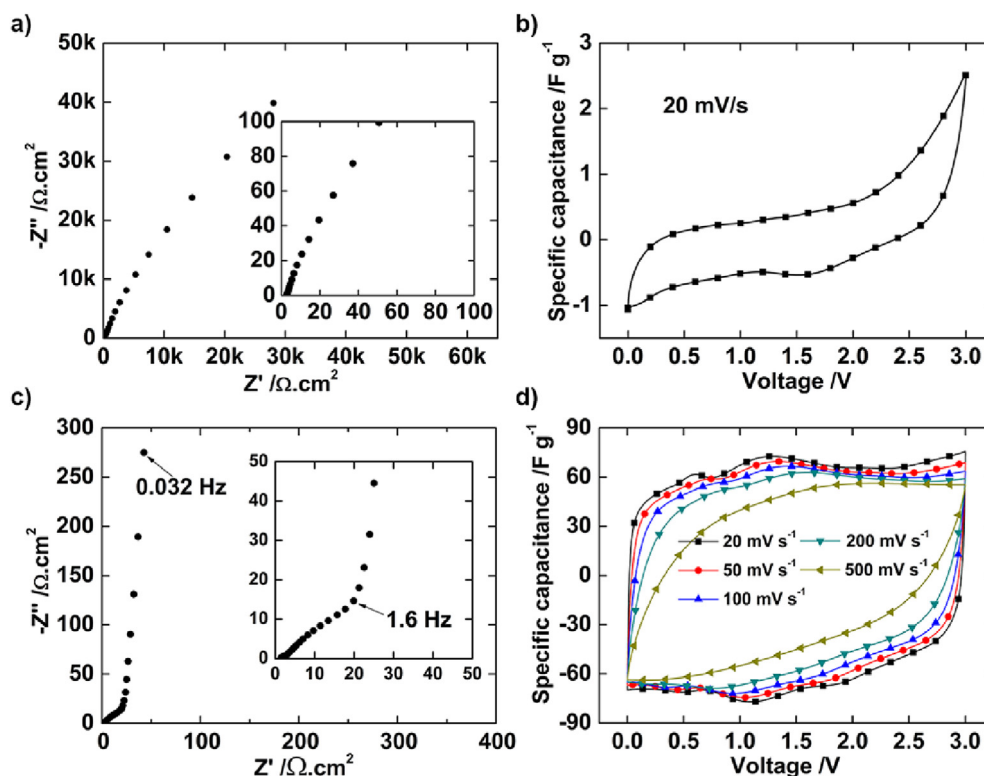 a)
50k
40k
30k
20k
10k
0
-Z'' /Ω.cm²
0
10k
20k
30k
40k
50k
60k
Z' /Ω.cm²
100
80
60
40
20
0
0
20
40
60
80
100
b)
3
2
1
0
-1
Specific capacitance /F g⁻¹
20 mV/s
0.0
0.5
1.0
1.5
2.0
2.5
3.0
Voltage /V
c)
300
250
200
150
100
50
0
-Z'' /Ω.cm²
0.032 Hz
0
100
200
300
400
Z' /Ω.cm²
50
40
30
20
10
0
1.6 Hz
0
10
20
30
40
50
d)
90
60
30
0
-30
-60
-90
Specific capacitance /F g⁻¹
20 mV s⁻¹
50 mV s⁻¹
100 mV s⁻¹
200 mV s⁻¹
500 mV s⁻¹
0.0
0.5
1.0
1.5
2.0
2.5
3.0
Voltage /V